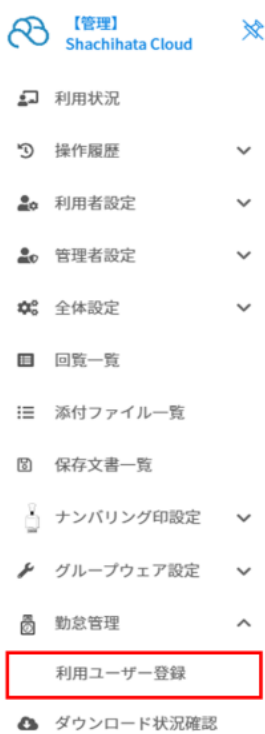 【管理】
Shachihata Cloud
利用状況
操作履歴
利用者設定
管理者設定
全体設定
回覧一覧
添付ファイル一覧
保存文書一覧
ナンバリング印設定
グループウェア設定
勤怠管理
利用ユーザー登録
ダウンロード状況確認